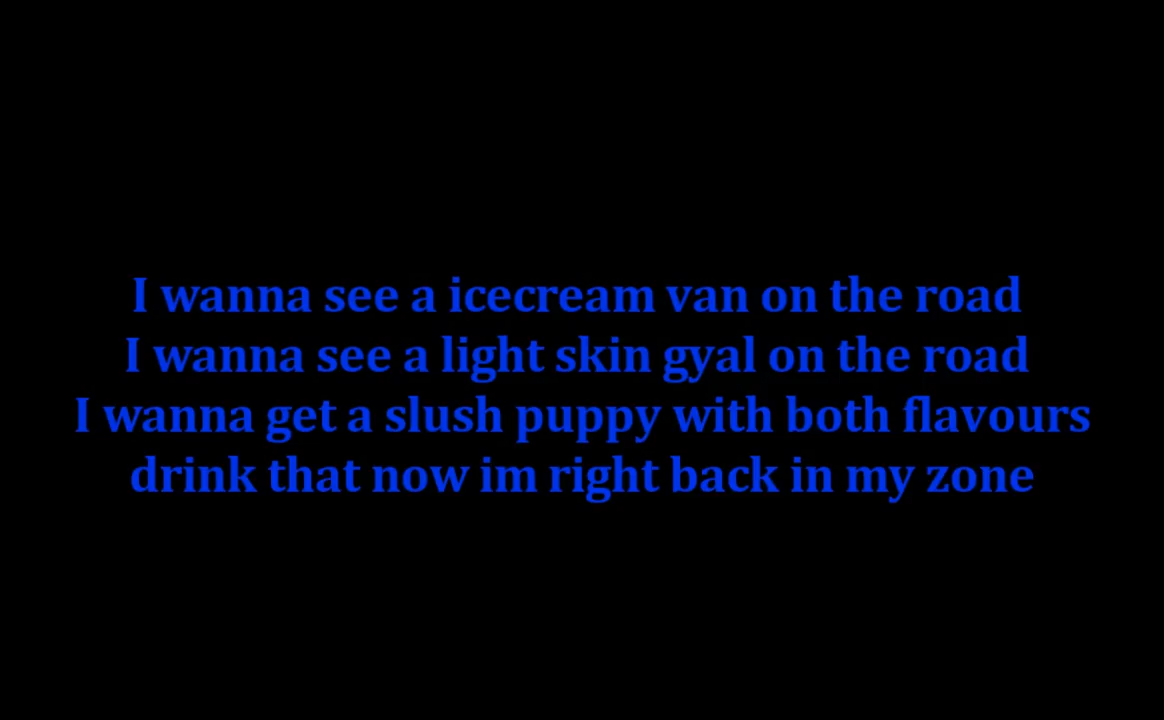 I wanna see a icecream van on the road
I wanna see a light skin gyal on the road
I wanna get a slush puppy with both flavours
drink that now im right back in my zone